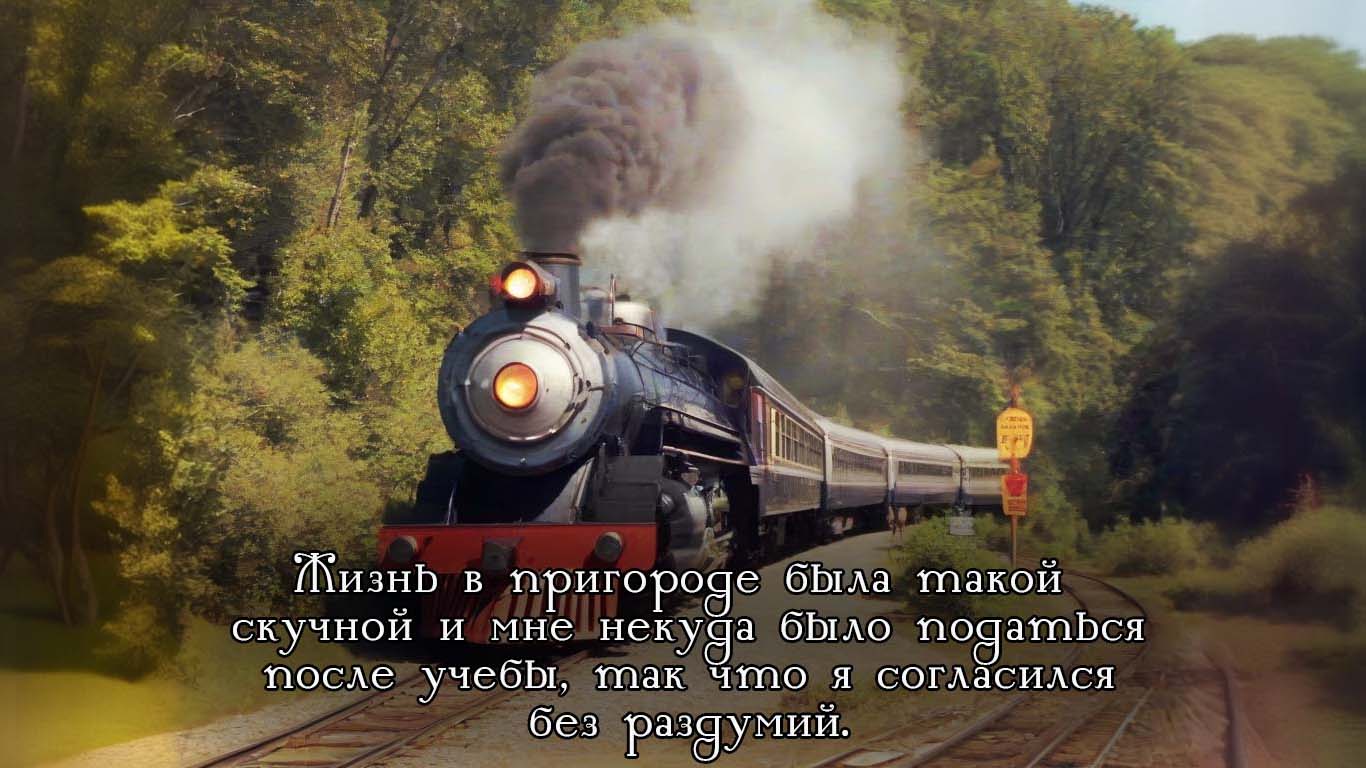 Жизнь в пригороде была такой
скучной и мне некуда было податься
после учебы, так что я согласился
без раздумий.